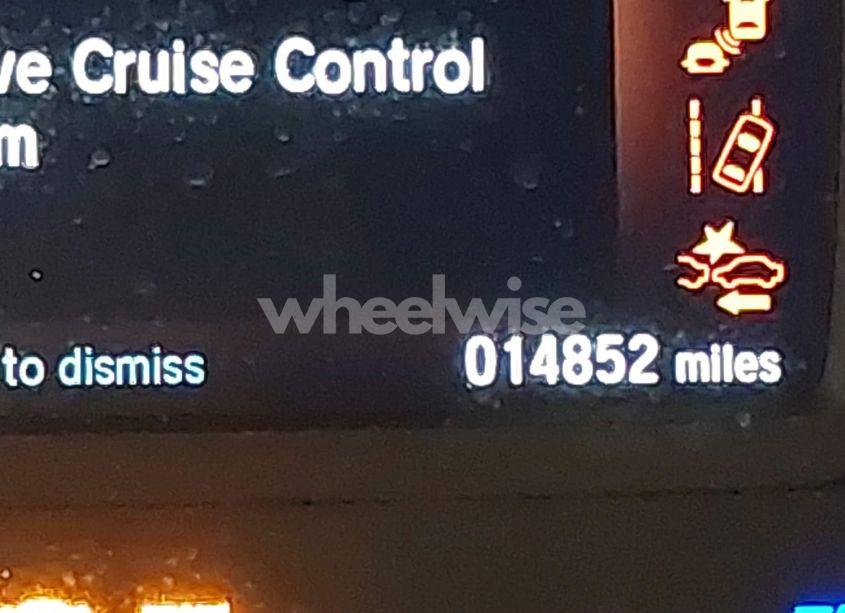 ve Cruise Control
m
wheelwise
to dismiss
014852 miles